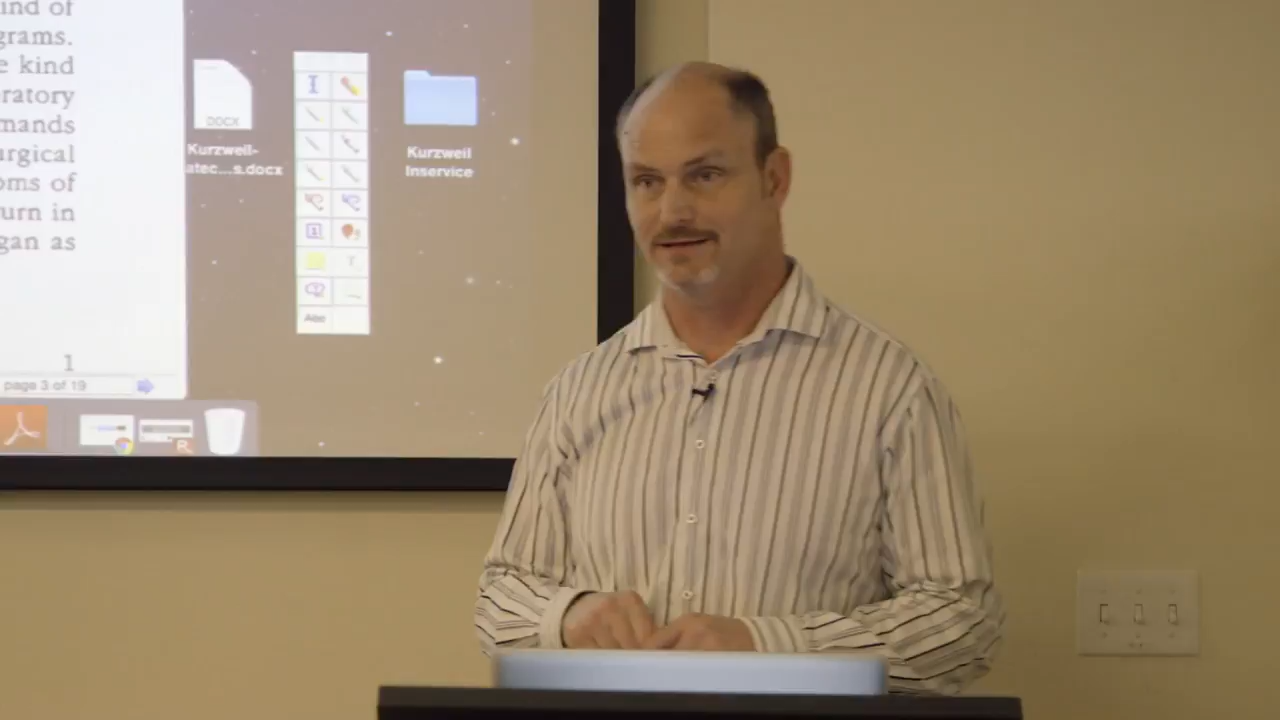 ind of
grams.
e kind
ratory
mands
urgical
oms of
urn in
gan as
1
page 3 of 19
DOCX
Kurzweil-
atec...s.docx
Kurzweil
Inservice